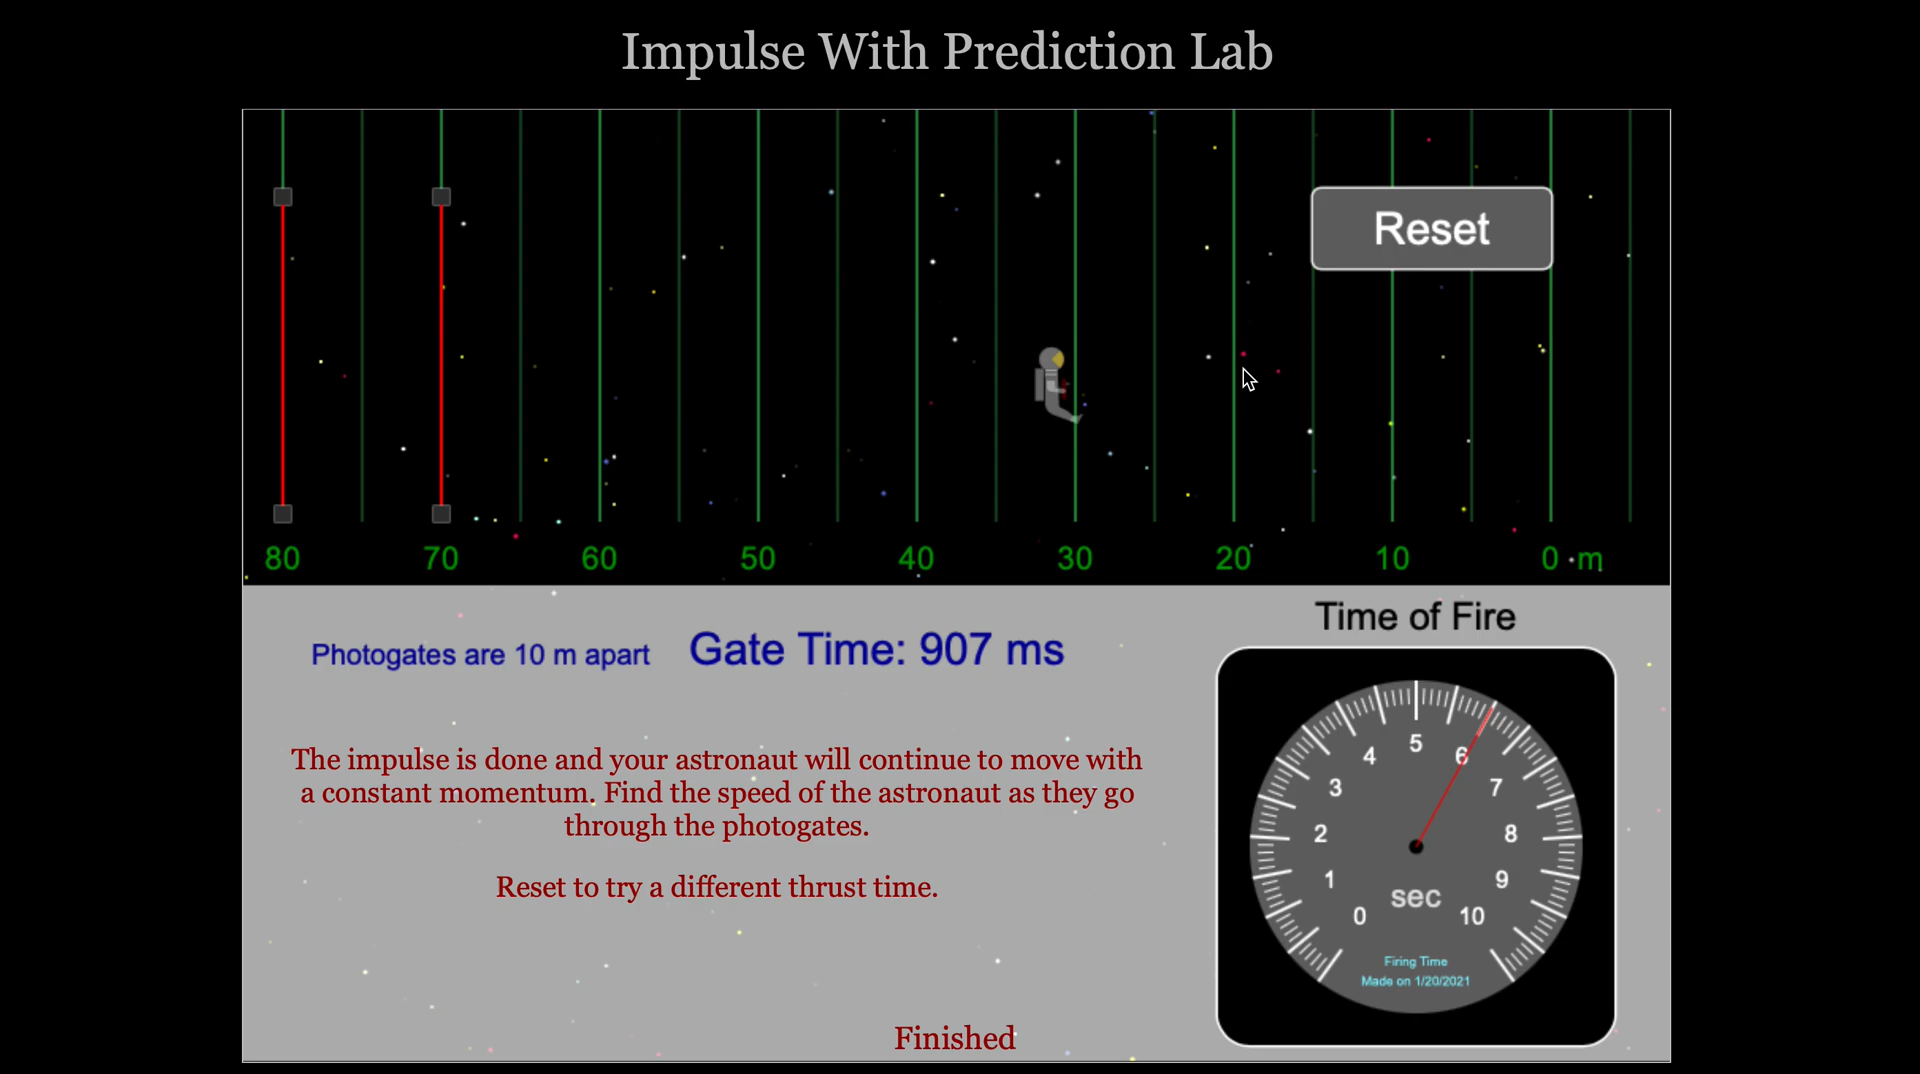 Impulse With Prediction Lab
Reset
80 70 60 50 40 30 20 10 0 m
Photogates are 10 m apart Gate Time: 907 ms
Time of Fire
The impulse is done and your astronaut will continue to move with
a constant momentum. Find the speed of the astronaut as they go
through the photogates.
Reset to try a different thrust time.
Finished
0 1 2 3 4 5 6 7 8 9 10
sec
Firing Time
Made on 1/20/2021